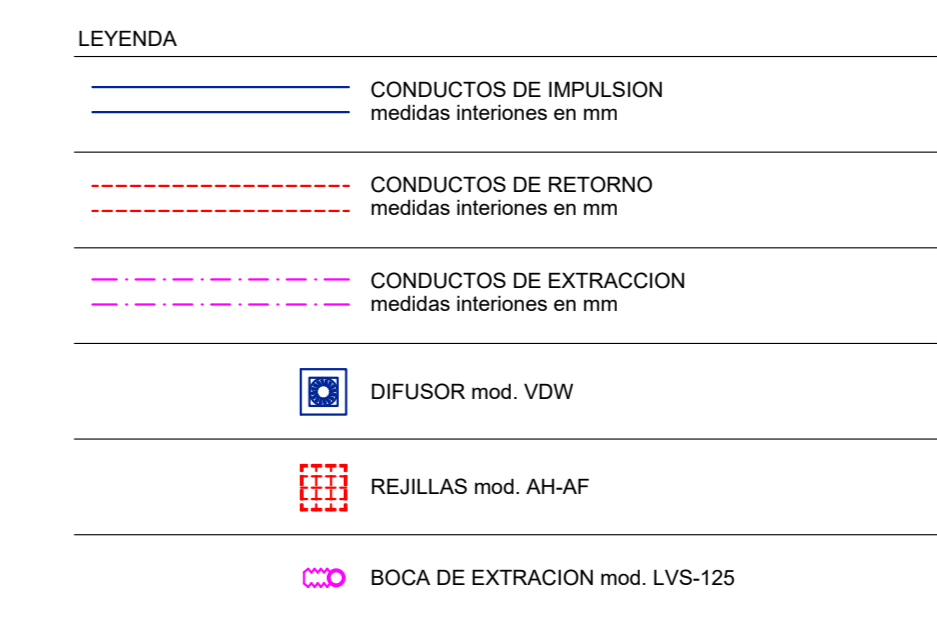 LEYENDA
CONDUCTOS DE IMPULSION
medidas interiones en mm
CONDUCTOS DE RETORNO
medidas interiones en mm
CONDUCTOS DE EXTRACCION
medidas interiones en mm
DIFUSOR mod. VDW
REJILLAS mod. AH-AF
BOCA DE EXTRACION mod. LVS-125